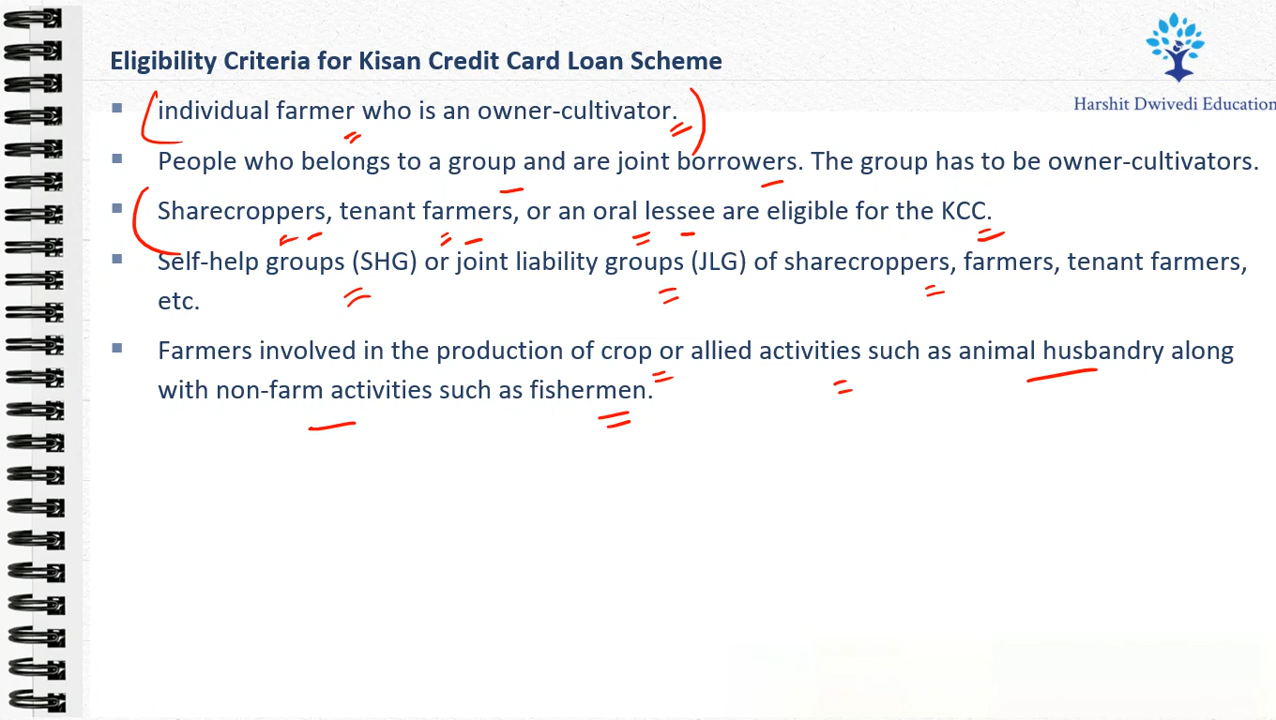 Eligibility Criteria for Kisan Credit Card Loan Scheme
Harshit Dwivedi Education
individual farmer who is an owner-cultivator.
People who belongs to a group and are joint borrowers. The group has to be owner-cultivators.
Sharecroppers, tenant farmers, or an oral lessee are eligible for the KCC.
Self-help groups (SHG) or joint liability groups (JLG) of sharecroppers, farmers, tenant farmers,
etc.
Farmers involved in the production of crop or allied activities such as animal husbandry along
with non-farm activities such as fishermen.